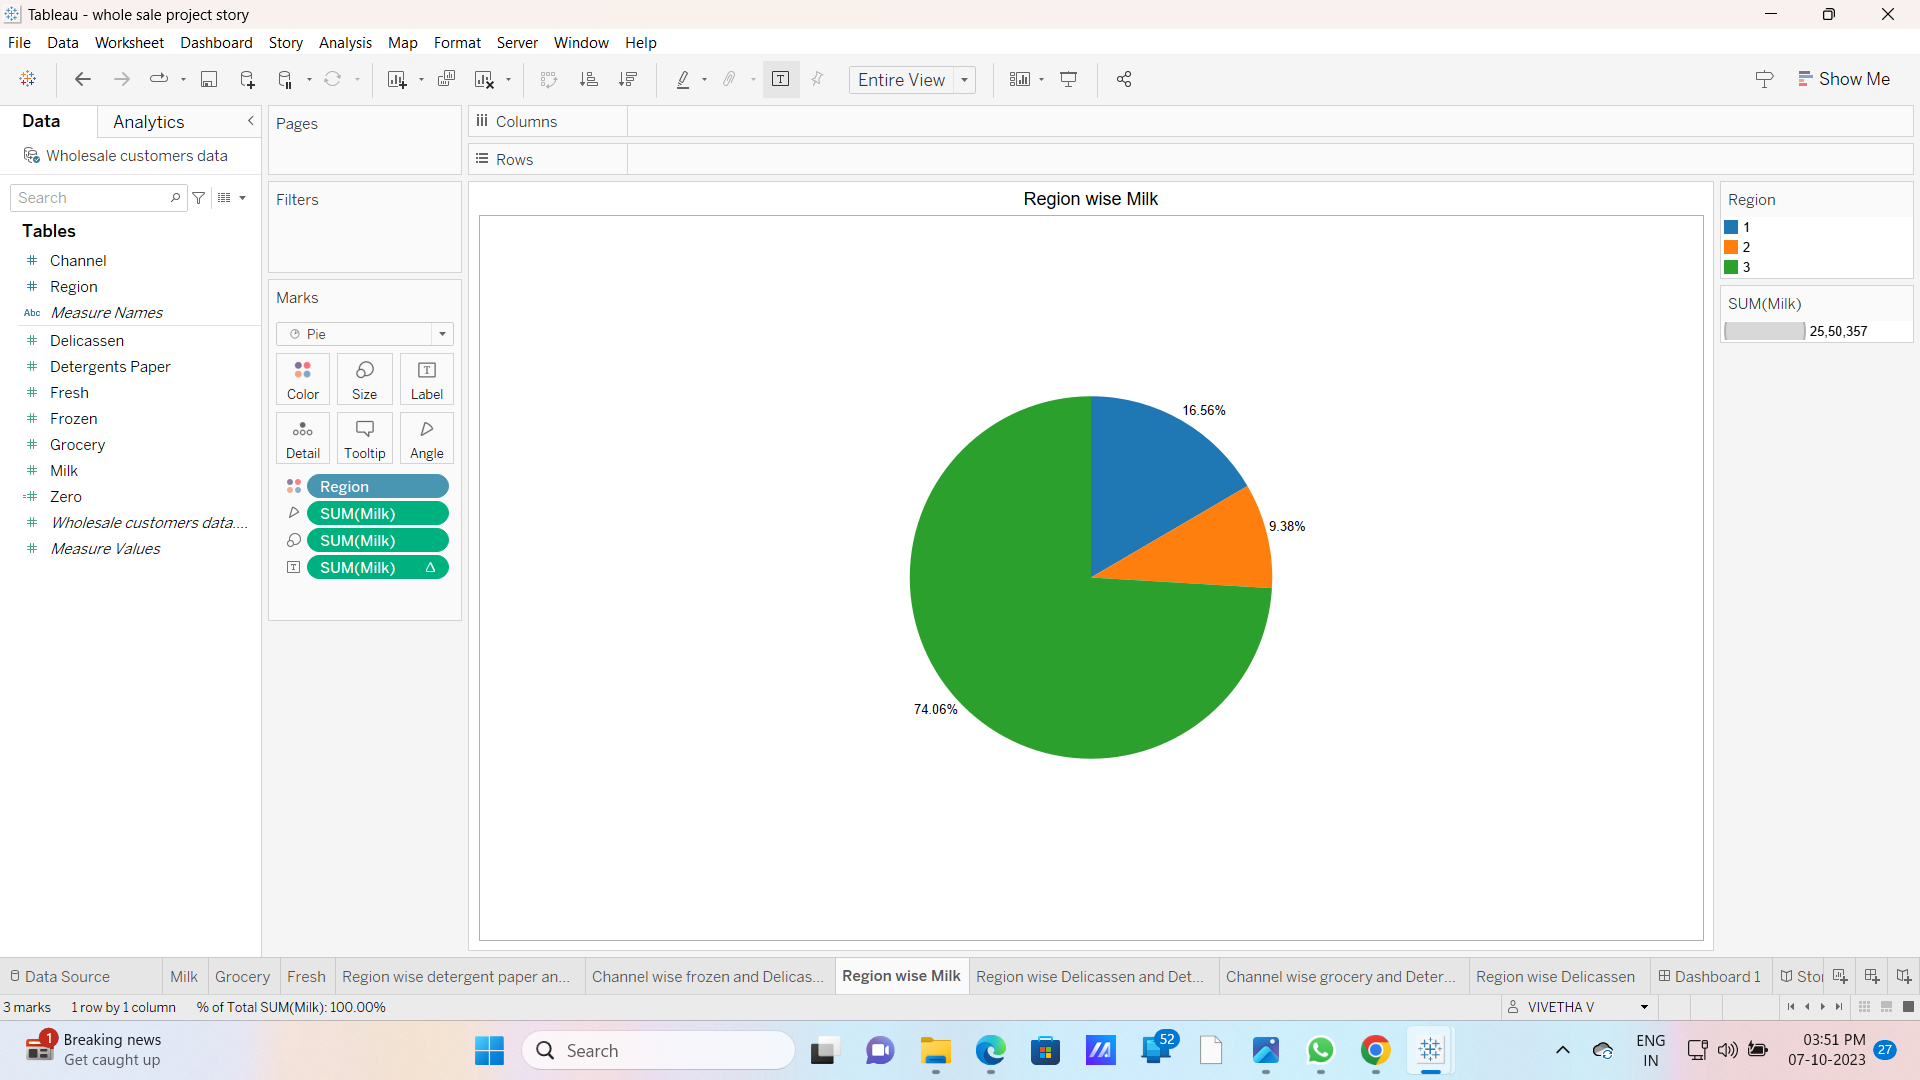 Tableau - whole sale project story
File Data Worksheet Dashboard Story Analysis Map Format Server Window Help
Entire View
Show Me
Data
Analytics
Wholesale customers data
Search
Tables
Channel
Region
Abc Measure Names
Delicassen
Detergents Paper
Fresh
Frozen
Grocery
Milk
Zero
Wholesale customers data....
Measure Values
Pages
Filters
Marks
Pie
Color Size Label
Detail Tooltip Angle
Region
SUM(Milk)
SUM(Milk)
SUM(Milk)
Columns
Rows
Region wise Milk
16.56%
9.38%
74.06%
Region
1
2
3
SUM(Milk)
25,50,357
Data Source Milk Grocery Fresh Region wise detergent paper an... Channel wise frozen and Delicas... Region wise Milk Region wise Delicassen and Det... Channel wise grocery and Deter... Region wise Delicassen Dashboard 1 Sto
3 marks 1 row by 1 column % of Total SUM(Milk): 100.00% VIVETHA V
1
Breaking news
Get caught up
Search
52
ENG
IN
03:51 PM
07-10-2023
27